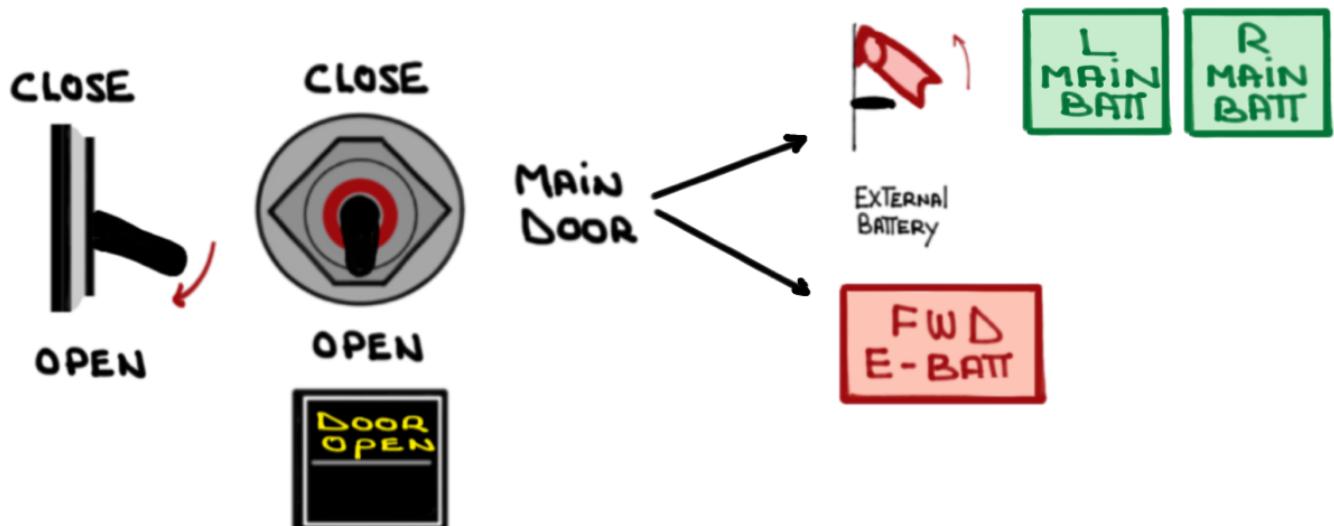 CLOSE
OPEN
CLOSE
OPEN
DOOR
OPEN
MAiN
DOOR
EXTERNAL
BATTERY
L
MAiN
BATT
R
MAiN
BATT
FWD
E-BATT